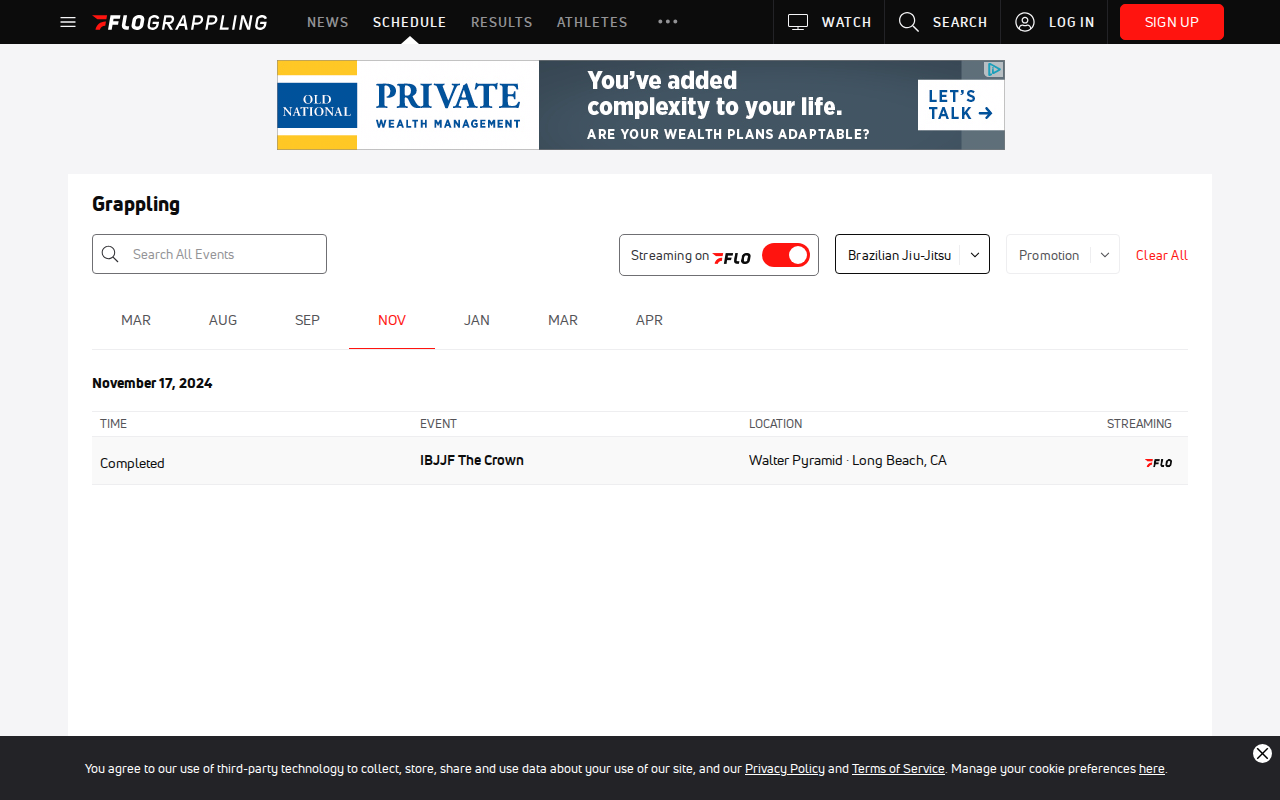 FLOGRAPPLING NEWS SCHEDULE RESULTS ATHLETES WATCH SEARCH LOG IN SIGN UP
OLD NATIONAL
PRIVATE
WEALTH MANAGEMENT
You've added
complexity to your life.
ARE YOUR WEALTH PLANS ADAPTABLE?
LET'S
TALK
Grappling
Search All Events
Streaming on FLO
Brazilian Jiu-Jitsu
Promotion
Clear All
MAR AUG SEP NOV JAN MAR APR
November 17, 2024
TIME EVENT LOCATION STREAMING
Completed IBJJF The Crown Walter Pyramid · Long Beach, CA FLO
You agree to our use of third-party technology to collect, store, share and use data about your use of our site, and our Privacy Policy and Terms of Service. Manage your cookie preferences here.